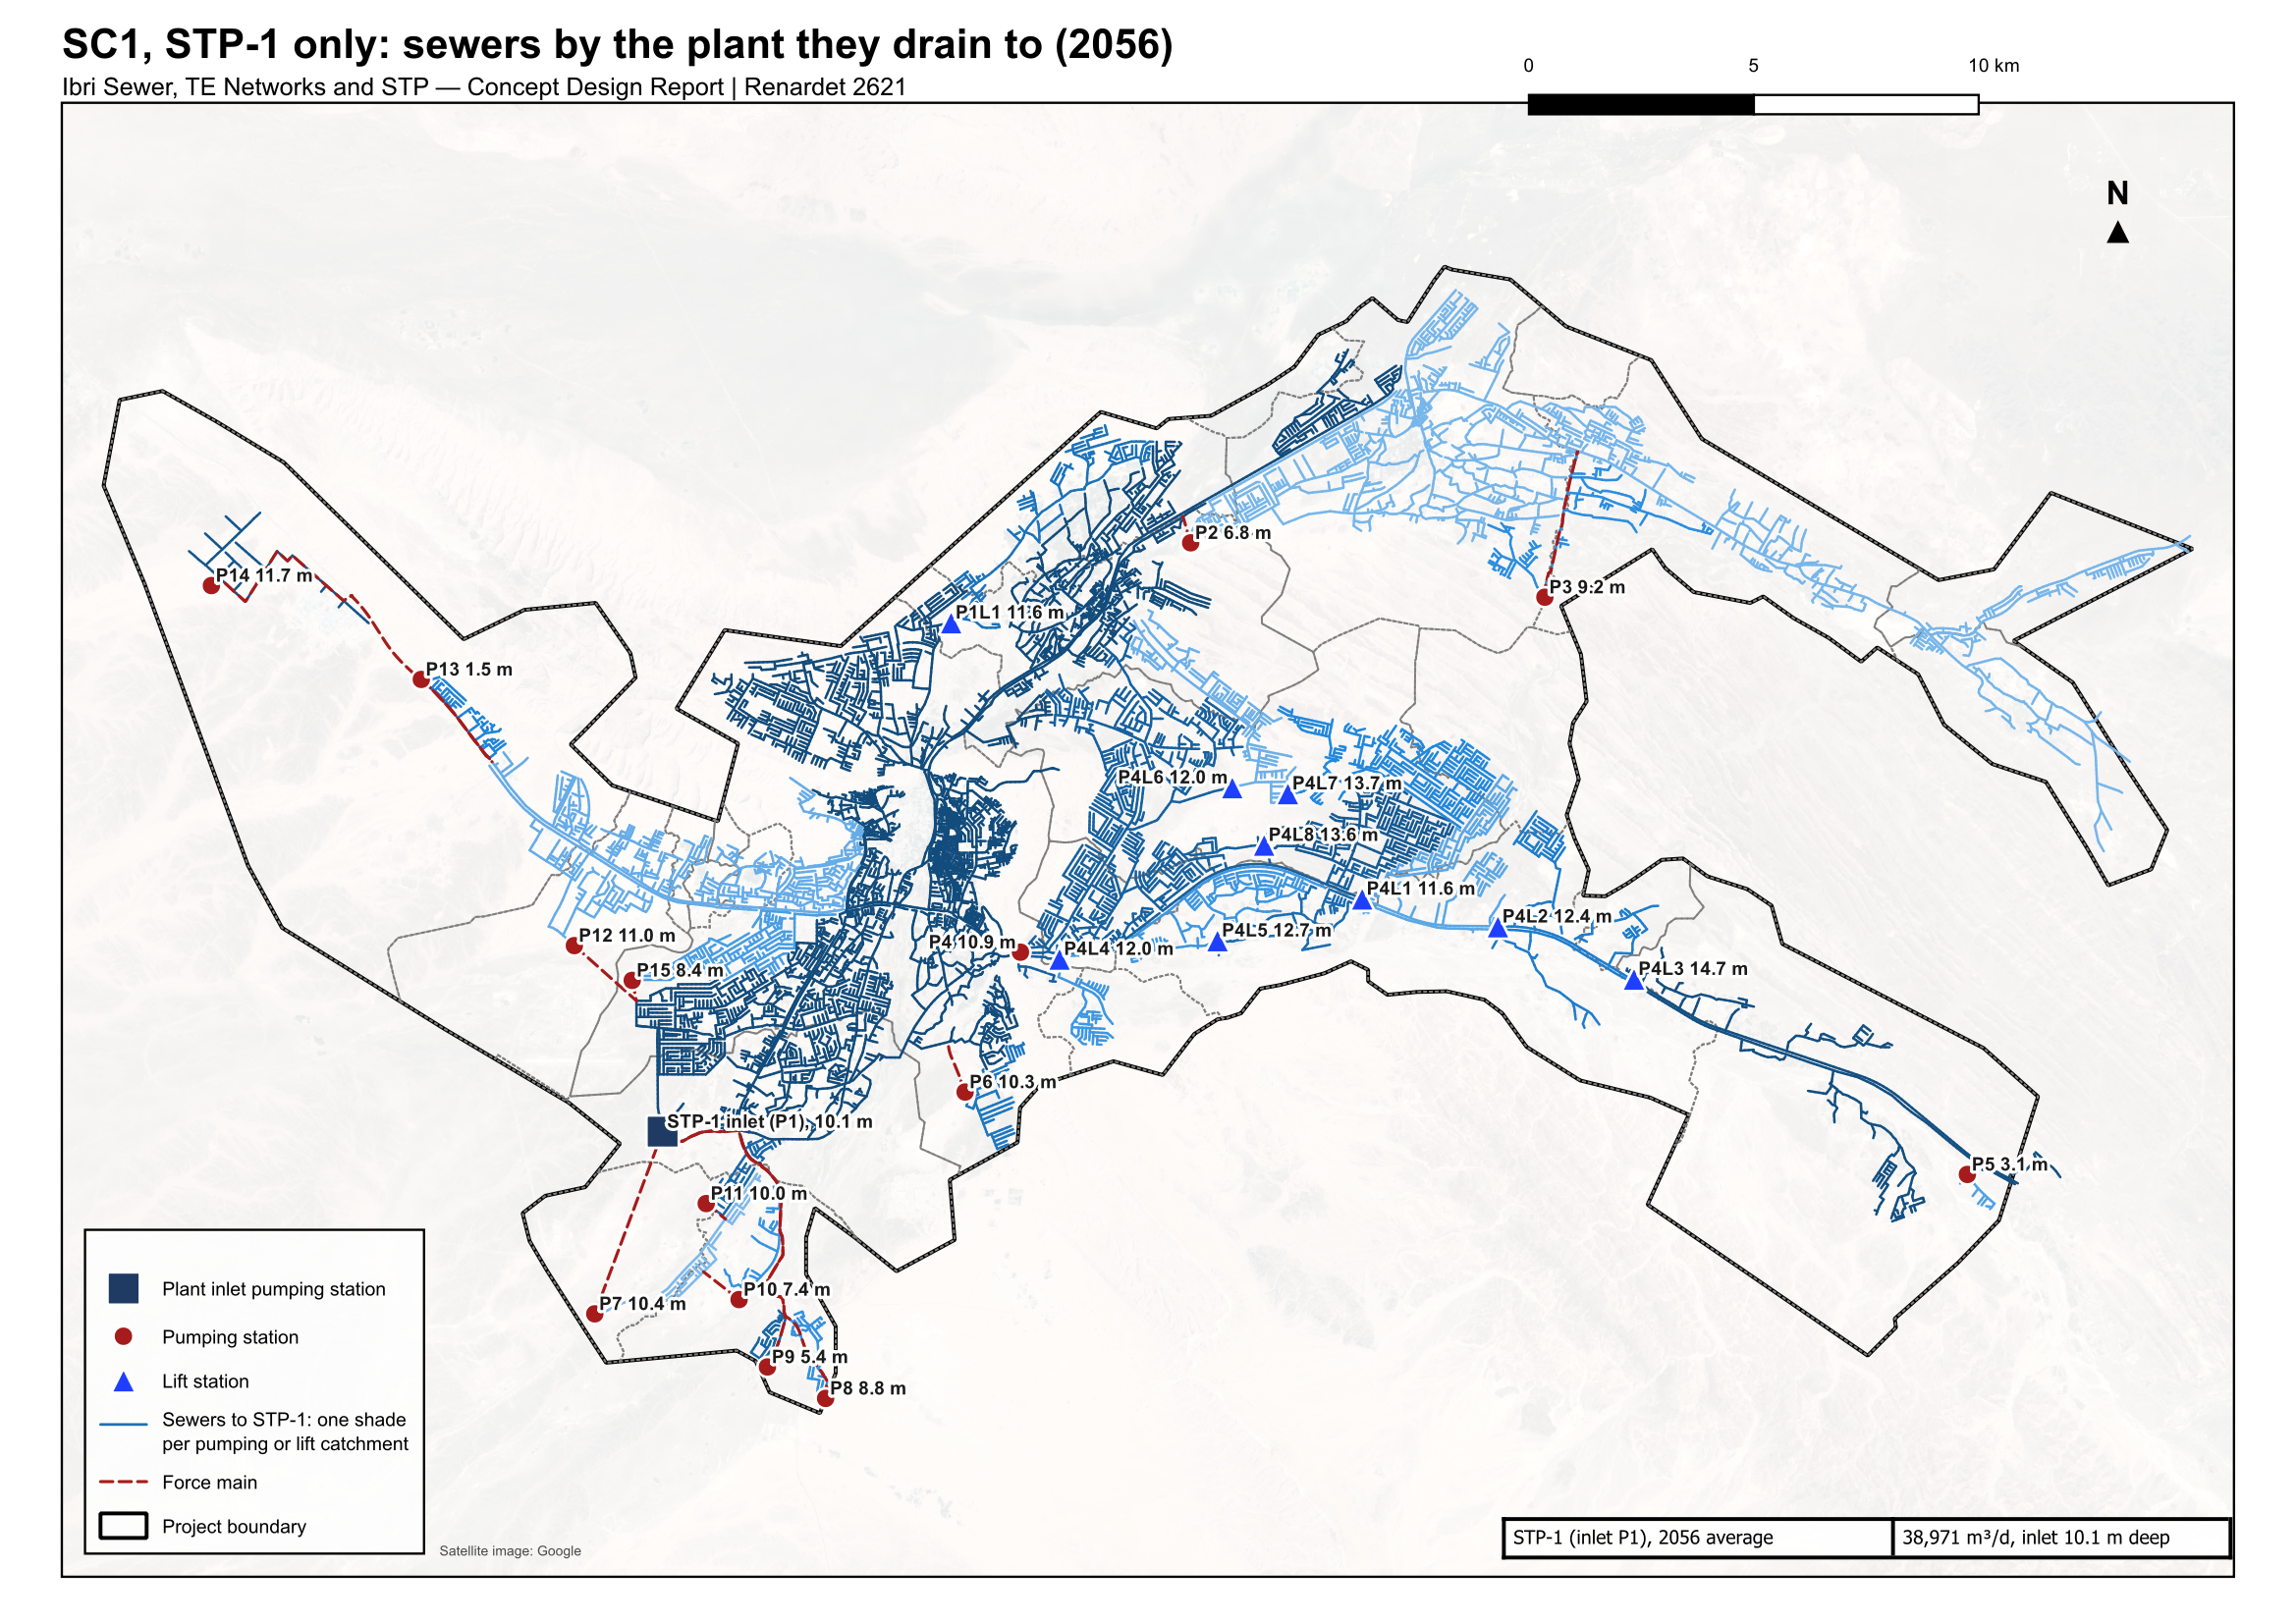 SC1, STP-1 only: sewers by the plant they drain to (2056)
Ibri Sewer, TE Networks and STP — Concept Design Report | Renardet 2621
0 5 10 km
N
P2 6.8 m
P14 11.7 m
P3 9.2 m
P1L1 11.6 m
P13 1.5 m
P4L6 12.0 m
P4L7 13.7 m
P4L8 13.6 m
P4L1 11.6 m
P4L2 12.4 m
P12 11.0 m
P4 10.9 m
P4L4 12.0 m
P4L5 12.7 m
P15 8.4 m
P4L3 14.7 m
P6 10.3 m
STP-1 inlet (P1), 10.1 m
P5 3.1 m
P11 10.0 m
P7 10.4 m
P10 7.4 m
P9 5.4 m
P8 8.8 m
Plant inlet pumping station
Pumping station
Lift station
Sewers to STP-1: one shade
per pumping or lift catchment
Force main
Project boundary
Satellite image: Google
STP-1 (inlet P1), 2056 average
38,971 m³/d, inlet 10.1 m deep